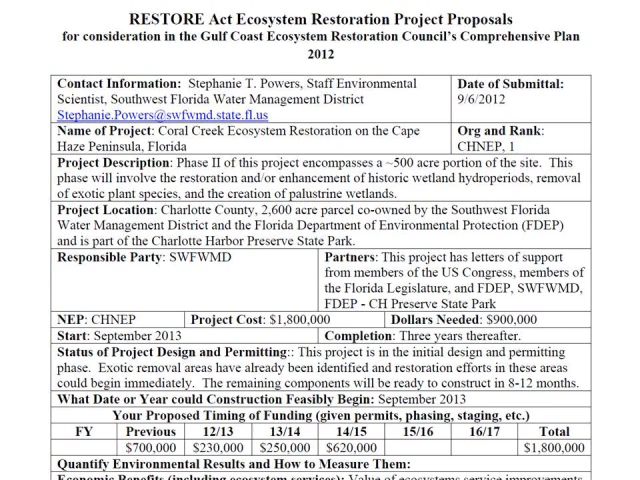 RESTORE Act Ecosystem Restoration Project Proposals
for consideration in the Gulf Coast Ecosystem Restoration Council's Comprehensive Plan
2012
Contact Information: Stephanie T. Powers, Staff Environmental
Scientist, Southwest Florida Water Management District
Stephanie.Powers@swfwmd.state.fl.us
Date of Submittal:
9/6/2012
Name of Project: Coral Creek Ecosystem Restoration on the Cape
Haze Peninsula, Florida
Org and Rank:
CHNEP, 1
Project Description: Phase II of this project encompasses a ~500 acre portion of the site. This
phase will involve the restoration and/or enhancement of historic wetland hydroperiods, removal
of exotic plant species, and the creation of palustrine wetlands.
Project Location: Charlotte County, 2,600 acre parcel co-owned by the Southwest Florida
Water Management District and the Florida Department of Environmental Protection (FDEP)
and is part of the Charlotte Harbor Preserve State Park.
Responsible Party: SWFWMD
Partners: This project has letters of support
from members of the US Congress, members of
the Florida Legislature, and FDEP, SWFWMD,
FDEP - CH Preserve State Park
NEP: CHNEP Project Cost: $1,800,000 Dollars Needed: $900,000
Start: September 2013 Completion: Three years thereafter.
Status of Project Design and Permitting:: This project is in the initial design and permitting
phase. Exotic removal areas have already been identified and restoration efforts in these areas
could begin immediately. The remaining components will be ready to construct in 8-12 months.
What Date or Year could Construction Feasibly Begin: September 2013
Your Proposed Timing of Funding (given permits, phasing, staging, etc.)
FY Previous 12/13 13/14 14/15 15/16 16/17 Total
$700,000 $230,000 $250,000 $620,000 $1,800,000
Quantify Environmental Results and How to Measure Them:
Economic Benefits (including ecosystem services): Value of ecosystems service improvements